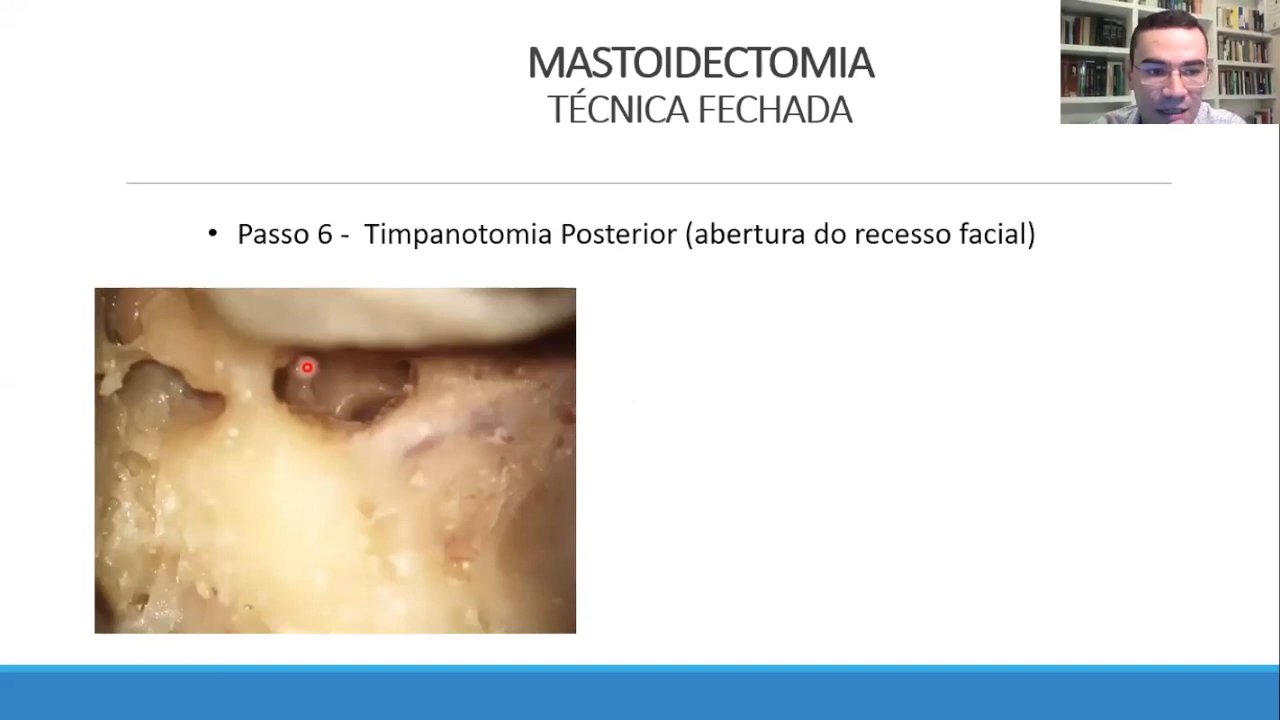 MASTOIDECTOMIA
TÉCNICA FECHADA
• Passo 6 - Timpanotomia Posterior (abertura do recesso facial)